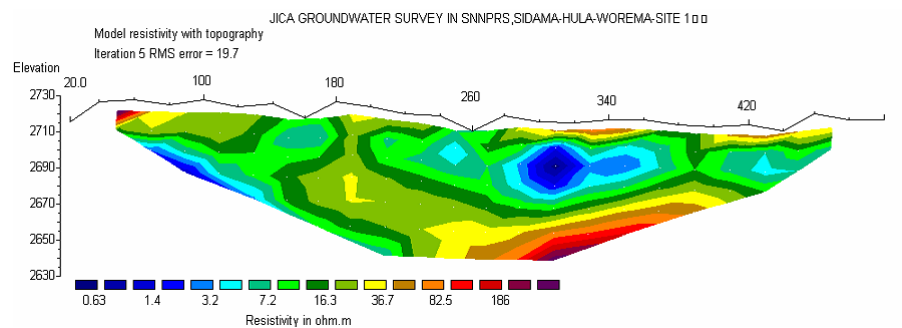 JICA GROUNDWATER SURVEY IN SNNPRS,SIDAMA-HULA-WOREMA-SITE 1▯▯
Model resistivity with topography
Iteration 5 RMS error = 19.7
Elevation
20.0 100 180 260 340 420
2730
2710
2690
2670
2650
2630
0.63 1.4 3.2 7.2 16.3 36.7 82.5 186
Resistivity in ohm.m